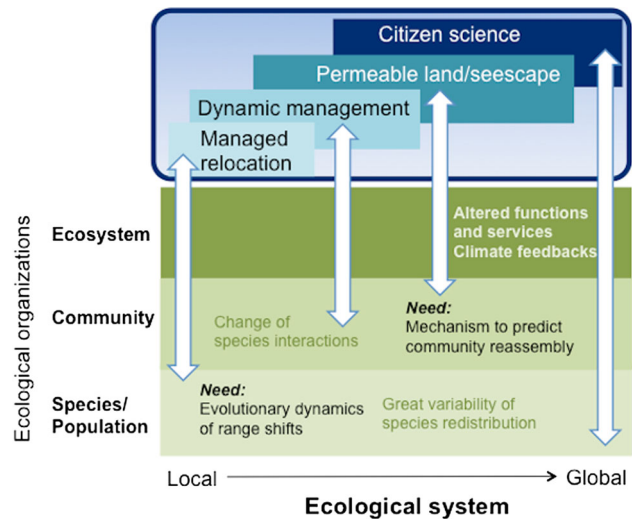 Citizen science
Permeable land/seescape
Dynamic management
Managed
relocation
Ecological organizations
Ecosystem
Altered functions
and services
Climate feedbacks
Community
Change of
species interactions
Need:
Mechanism to predict
community reassembly
Species/
Population
Need:
Evolutionary dynamics
of range shifts
Great variability of
species redistribution
Local
Global
Ecological system